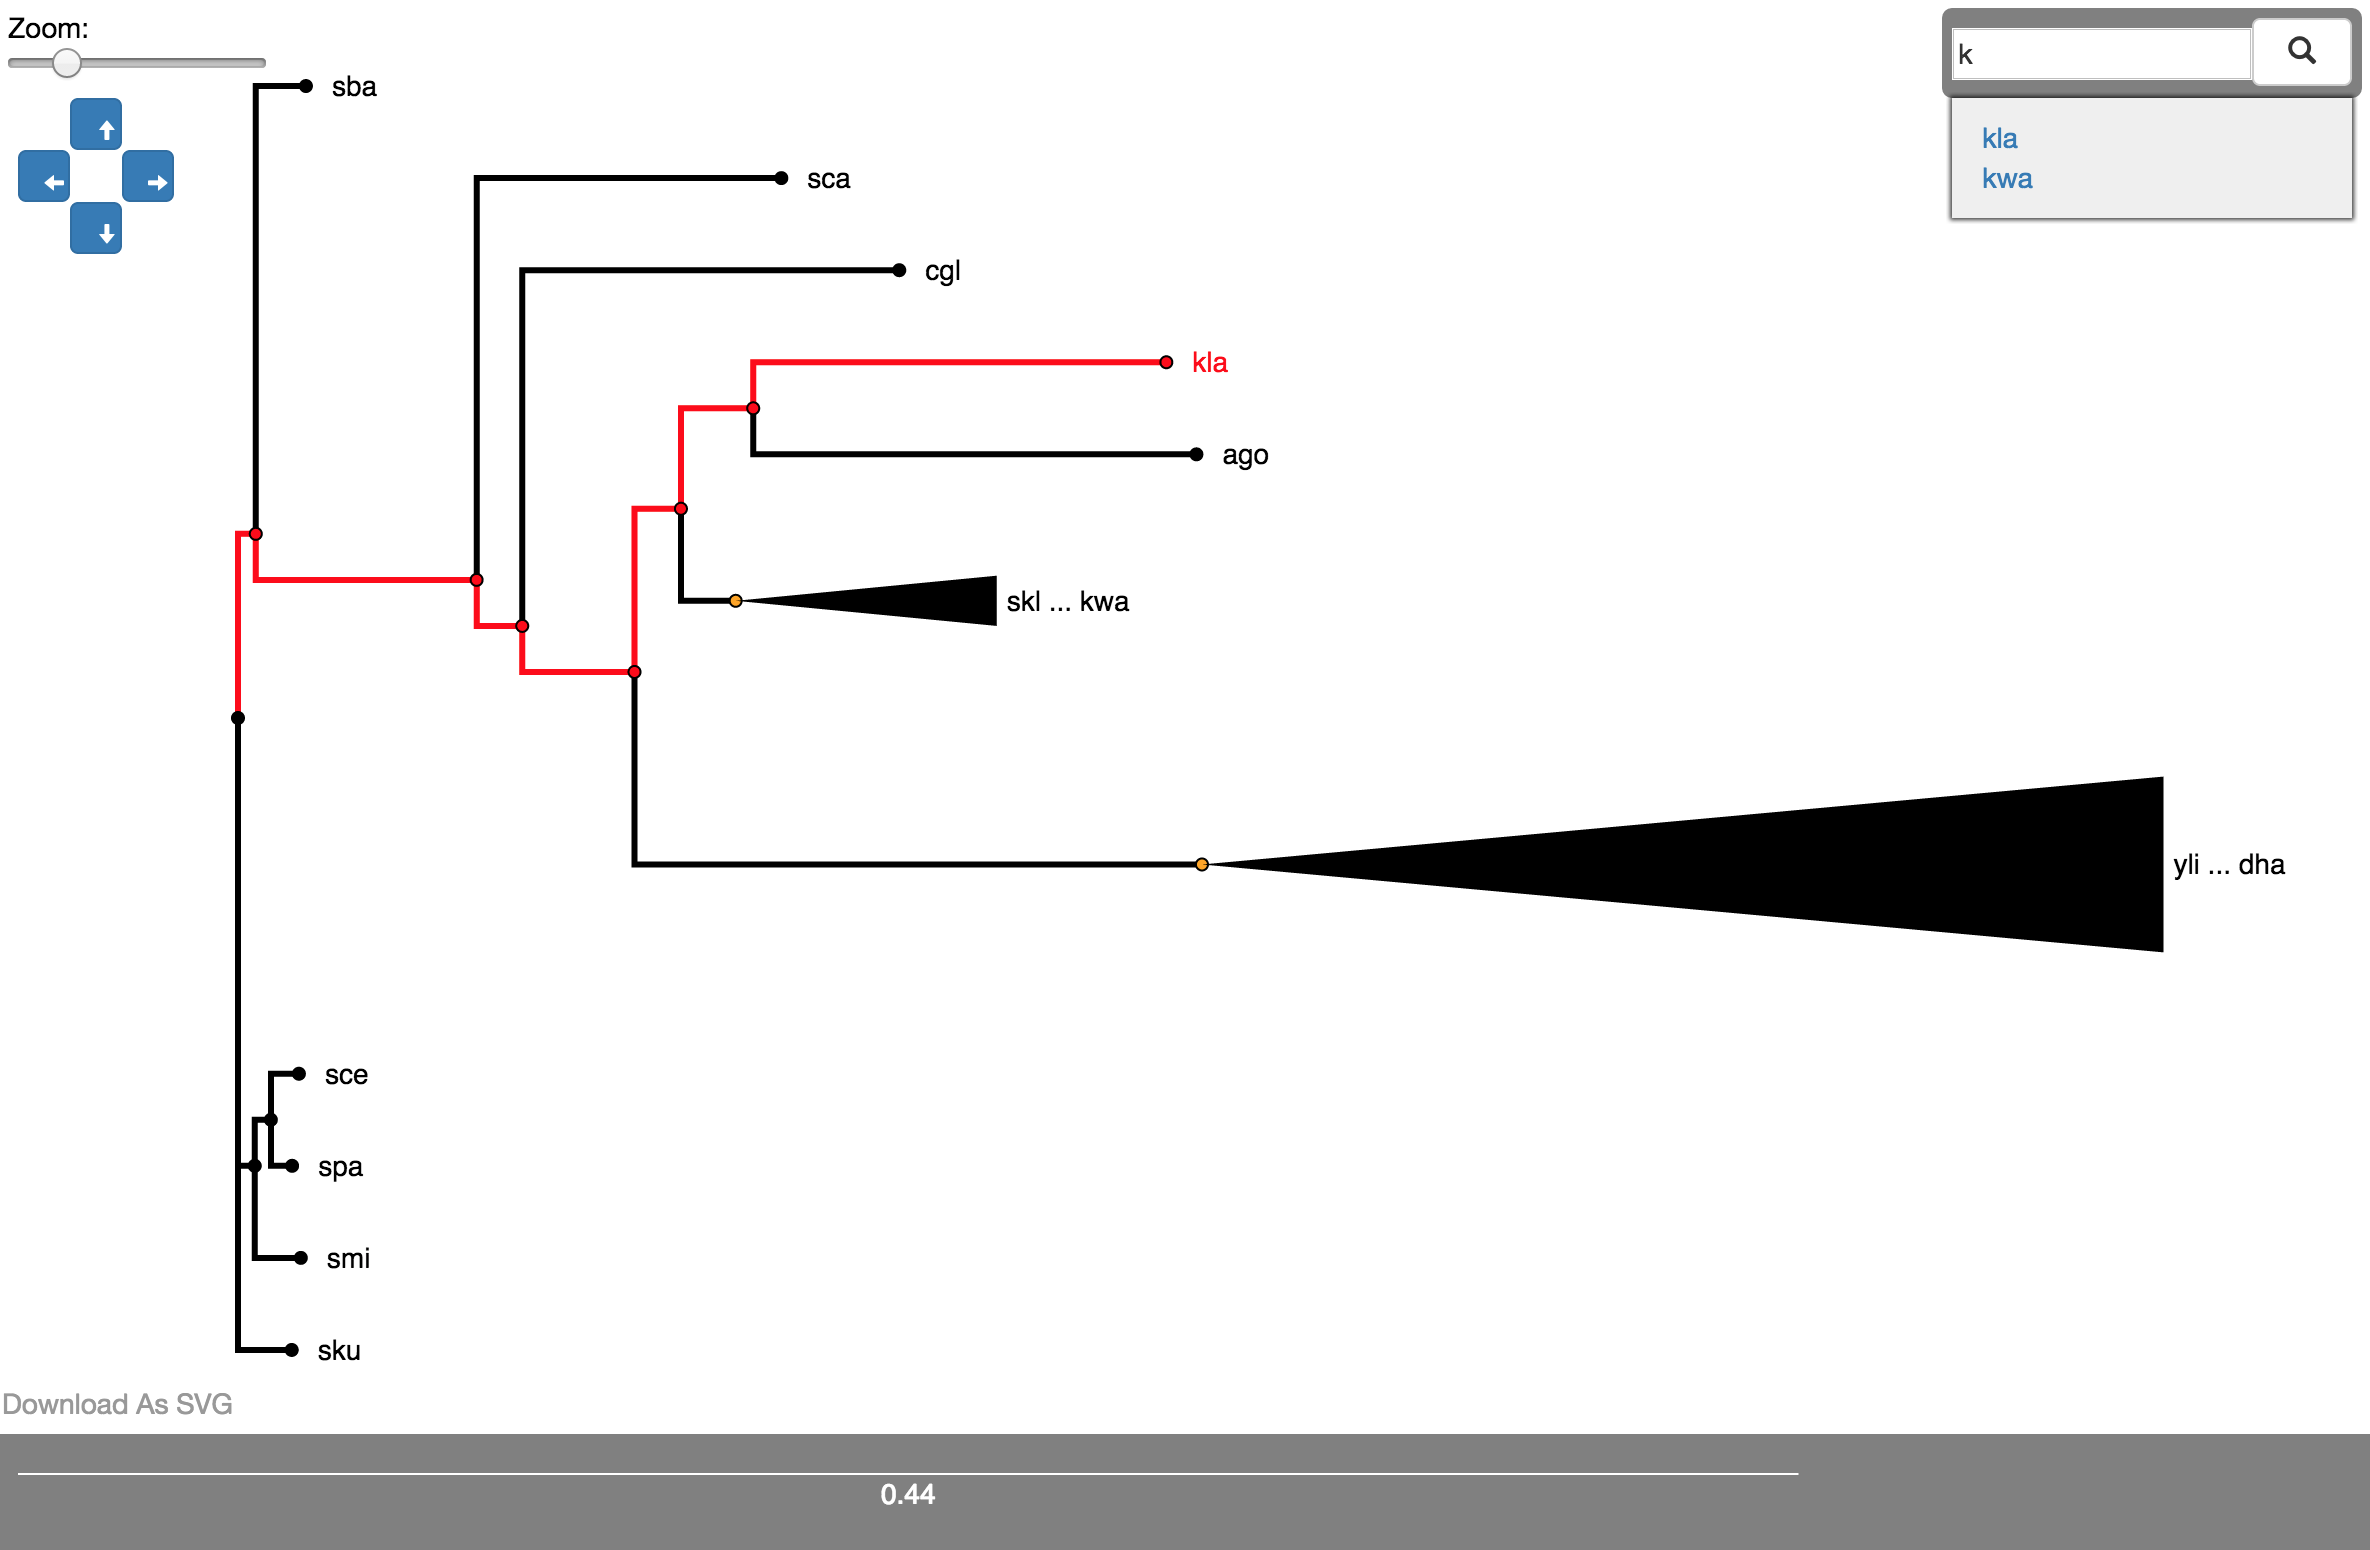 Zoom:
k
kla
kwa
sba
sca
cgl
kla
ago
skl ... kwa
yli ... dha
sce
spa
smi
sku
Download As SVG
0.44